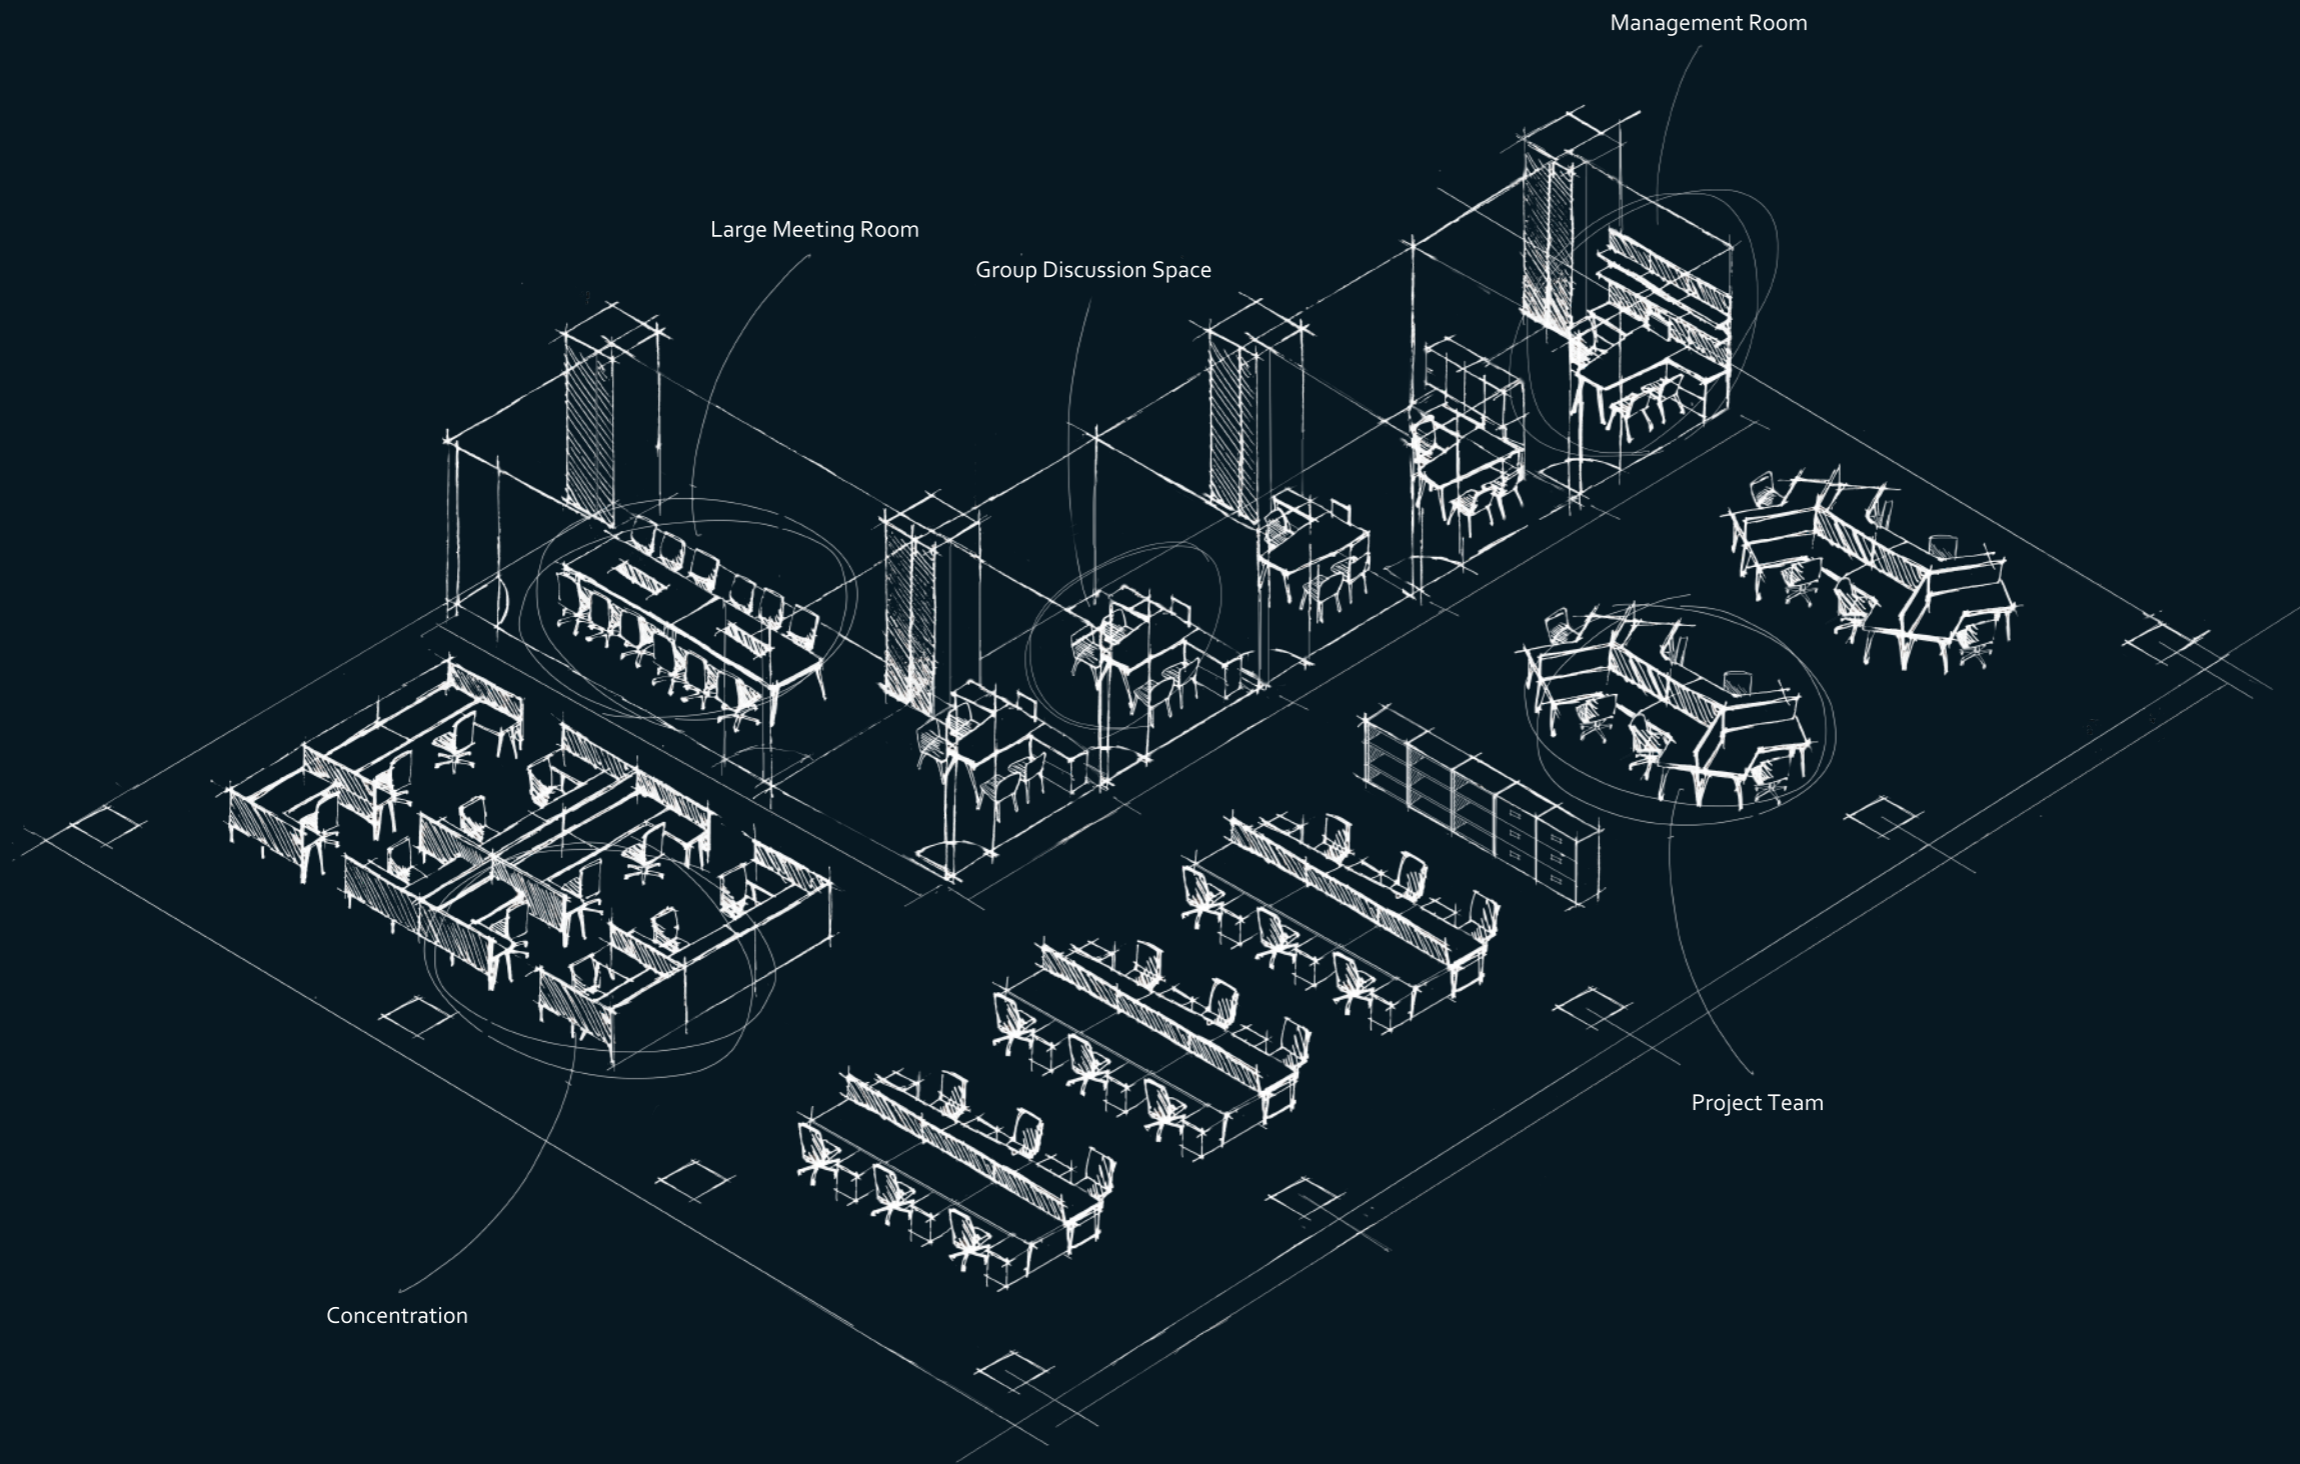 Management Room
Large Meeting Room
Group Discussion Space
Project Team
Concentration